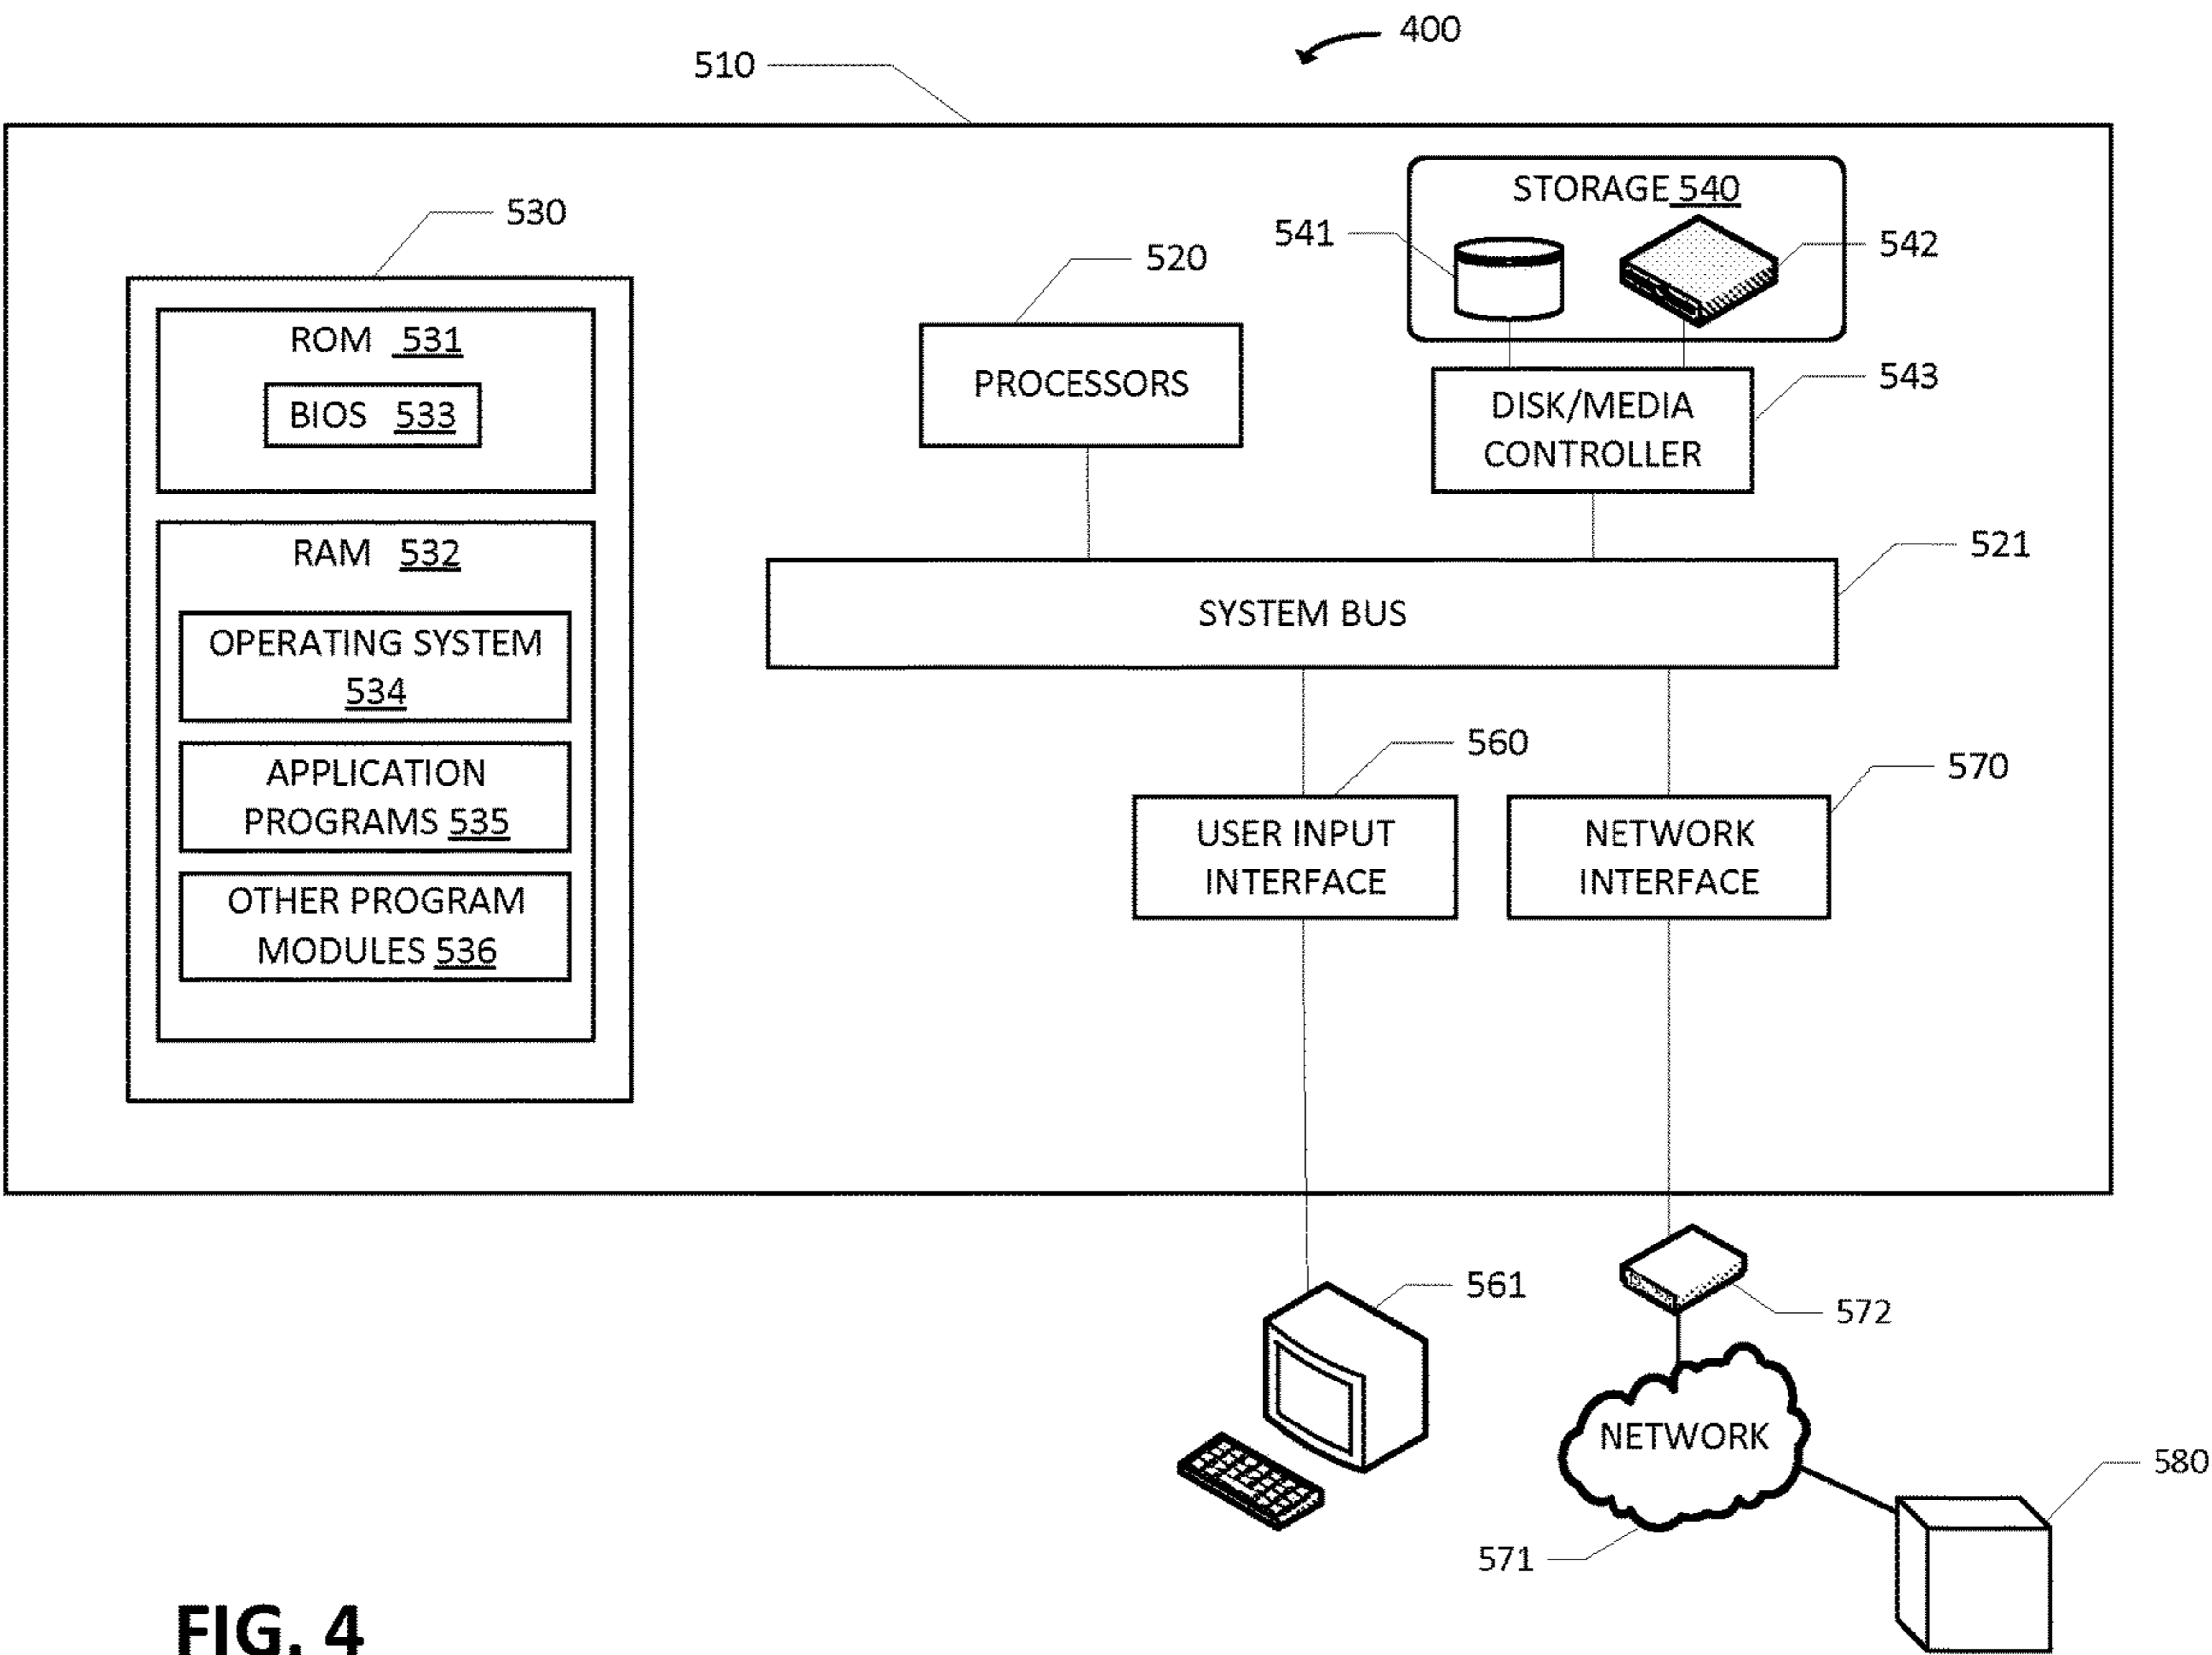 400
510
530
ROM 531
BIOS 533
RAM 532
OPERATING SYSTEM
534
APPLICATION
PROGRAMS 535
OTHER PROGRAM
MODULES 536
520
PROCESSORS
STORAGE 540
541
542
543
DISK/MEDIA
CONTROLLER
521
SYSTEM BUS
560
USER INPUT
INTERFACE
570
NETWORK
INTERFACE
561
572
NETWORK
571
580
FIG. 4